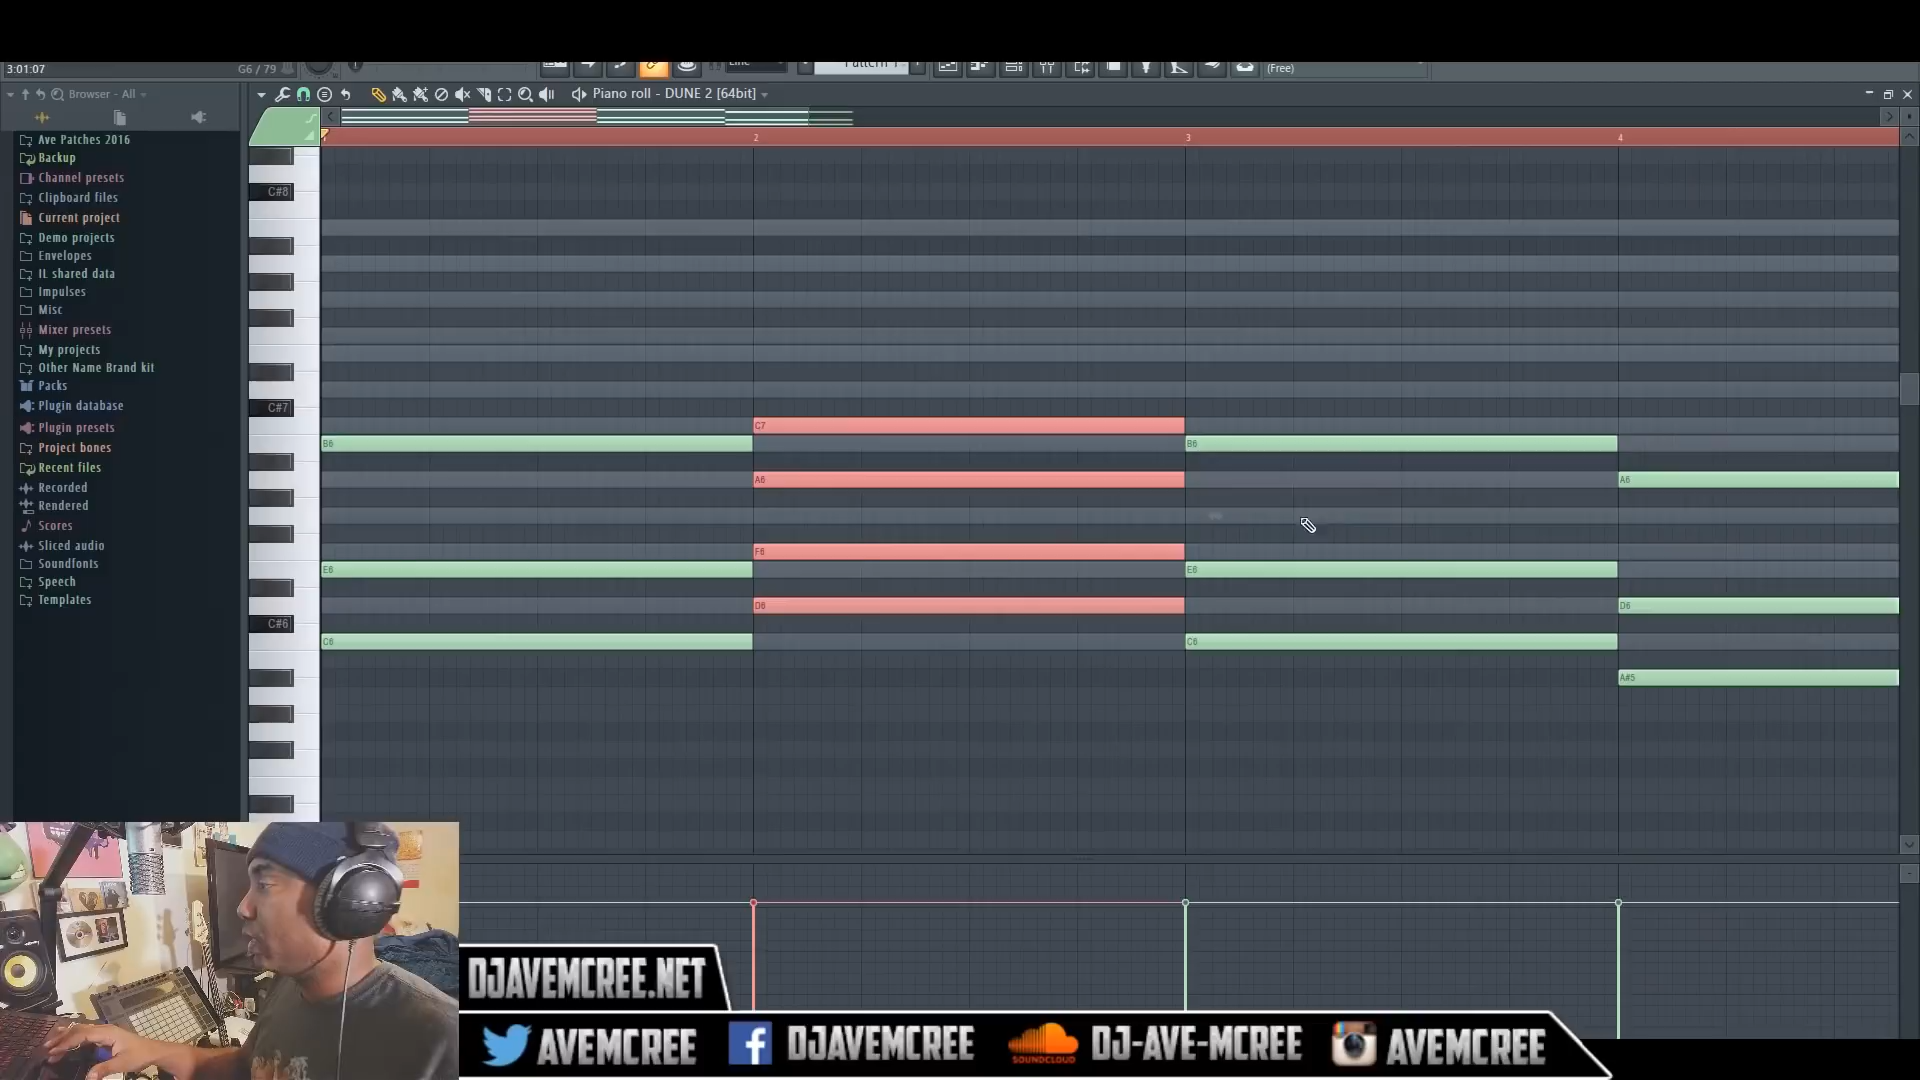 3:01:07
G6 / 79
Line
Pattern 1
(Free)
Browser - All
Piano roll - DUNE 2 [64bit]
Ave Patches 2016
Backup
Channel presets
Clipboard files
Current project
Demo projects
Envelopes
IL shared data
Impulses
Misc
Mixer presets
My projects
Other Name Brand kit
Packs
Plugin database
Plugin presets
Project bones
Recent files
Recorded
Rendered
Scores
Sliced audio
Soundfonts
Speech
Templates
2
3
4
C#8
C#7
C#6
C7
B6
B6
A6
A6
F6
E6
E6
D6
D6
C6
C6
A#5
DJAVEMCREE.NET
AVEMCREE
DJAVEMCREE
SOUNDCLOUD
DJ-AVE-MCREE
AVEMCREE